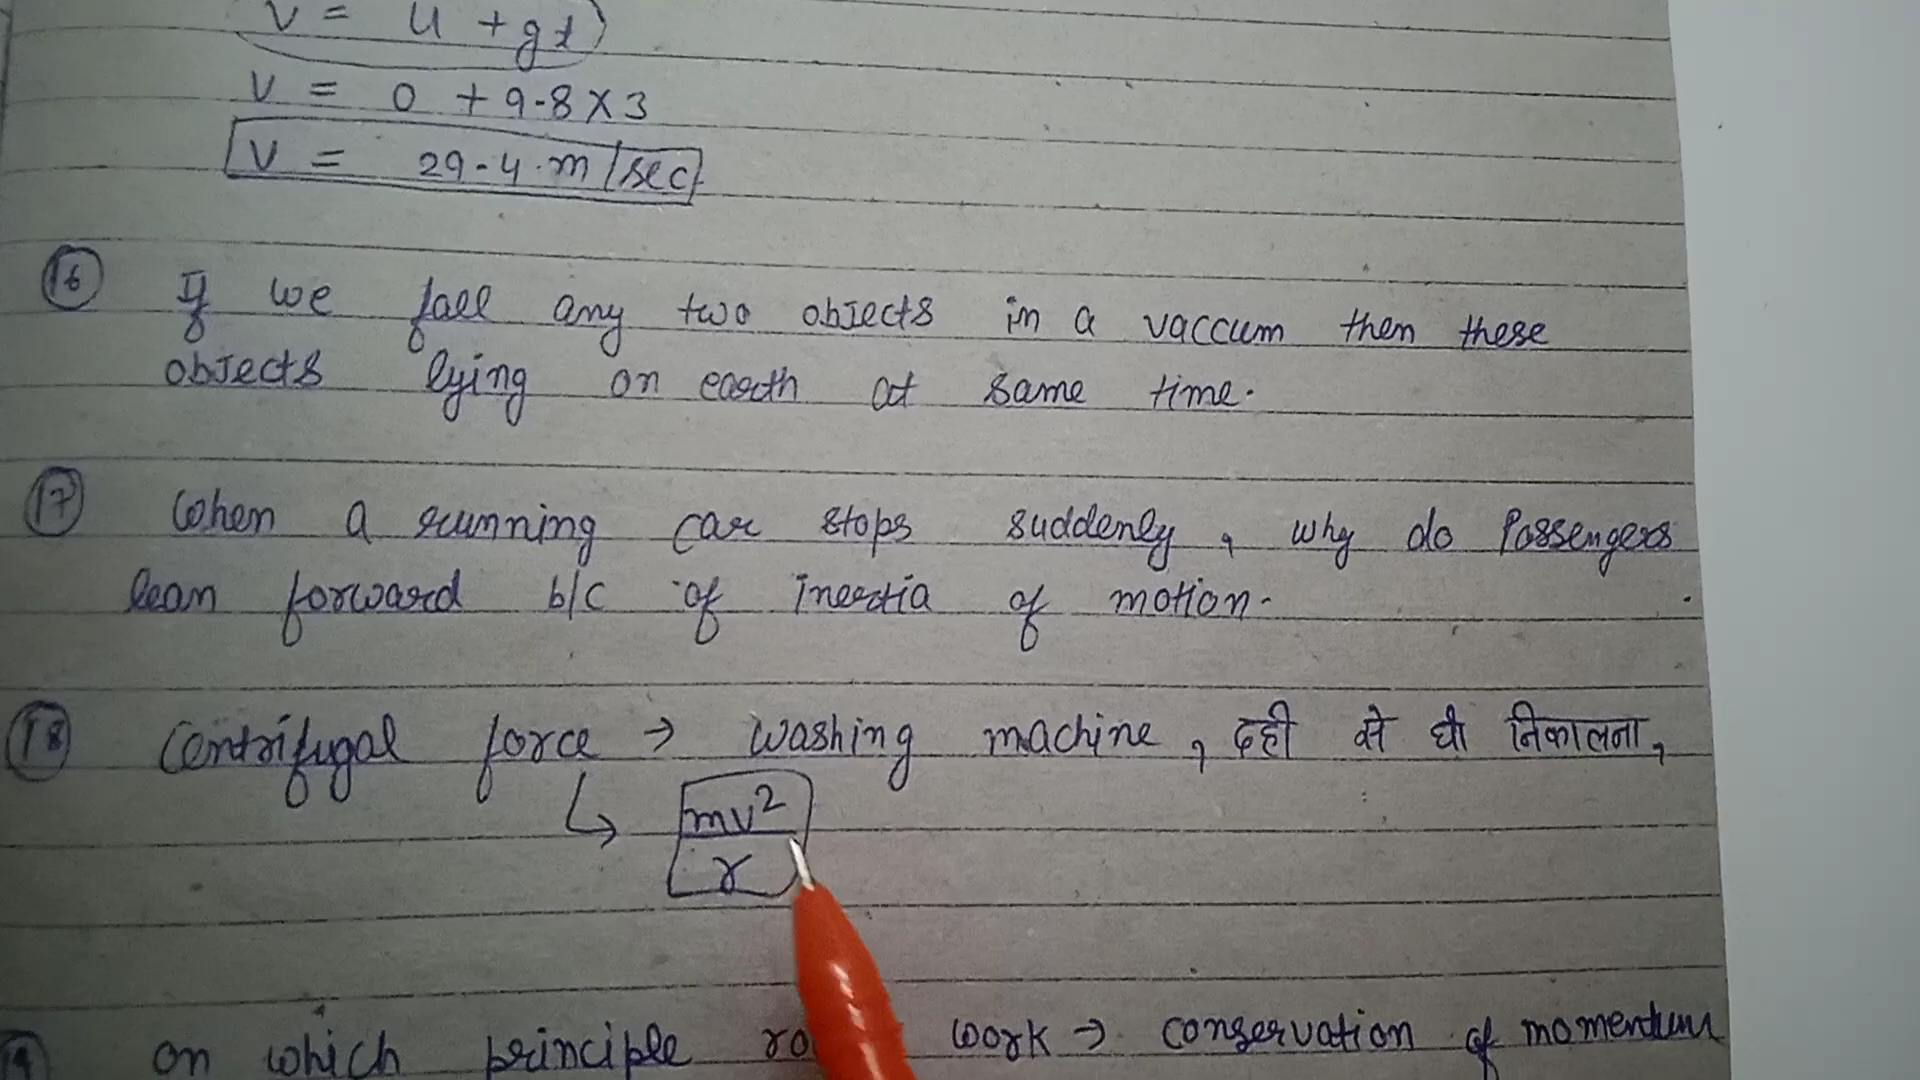 V = u + gt
V = 0 + 9.8 X 3
V = 29.4 m/sec
16 If we fall any two objects in a vaccum then these
objects lying on earth at same time.
17 When a running car stops suddenly, why do Passengers
lean forward b/c of inertia of motion.
18 Centrifugal force → washing machine, दही से घी निकालना,
↳ mv²
r
19 on which principle work → conservation of momentum